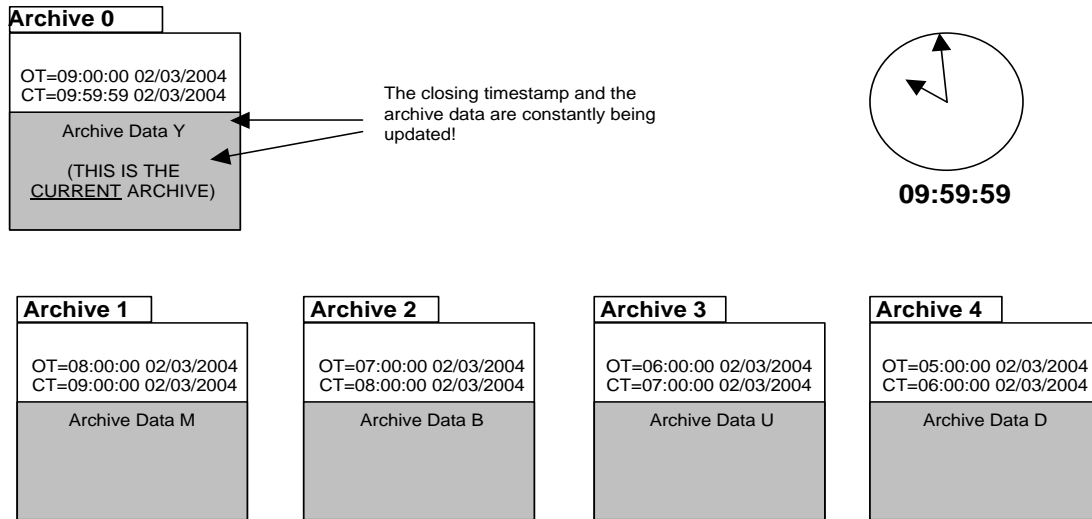 Archive 0
OT=09:00:00 02/03/2004
CT=09:59:59 02/03/2004
Archive Data Y
(THIS IS THE
CURRENT ARCHIVE)
The closing timestamp and the
archive data are constantly being
updated!
09:59:59
Archive 1
OT=08:00:00 02/03/2004
CT=09:00:00 02/03/2004
Archive Data M
Archive 2
OT=07:00:00 02/03/2004
CT=08:00:00 02/03/2004
Archive Data B
Archive 3
OT=06:00:00 02/03/2004
CT=07:00:00 02/03/2004
Archive Data U
Archive 4
OT=05:00:00 02/03/2004
CT=06:00:00 02/03/2004
Archive Data D